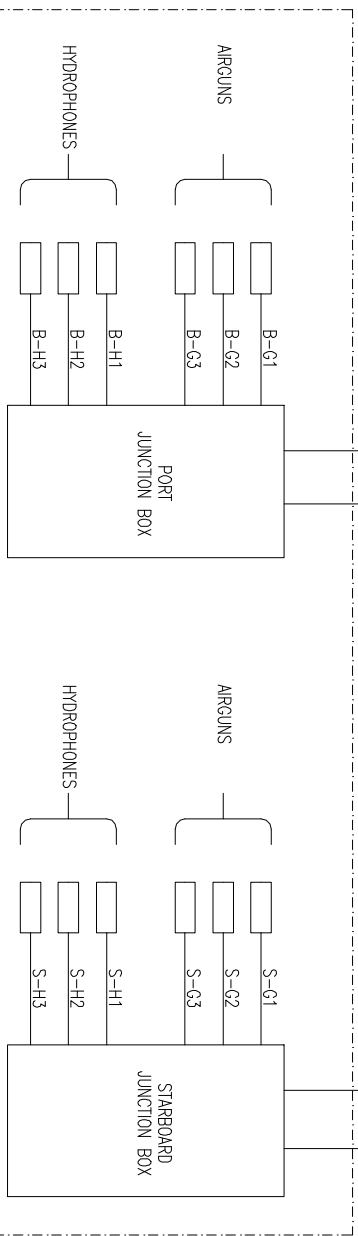 AIRGUNS
HYDROPHONES
B-G1
B-G2
B-G3
B-H1
B-H2
B-H3
PORT
JUNCTION BOX
AIRGUNS
HYDROPHONES
S-G1
S-G2
S-G3
S-H1
S-H2
S-H3
STARBOARD
JUNCTION BOX